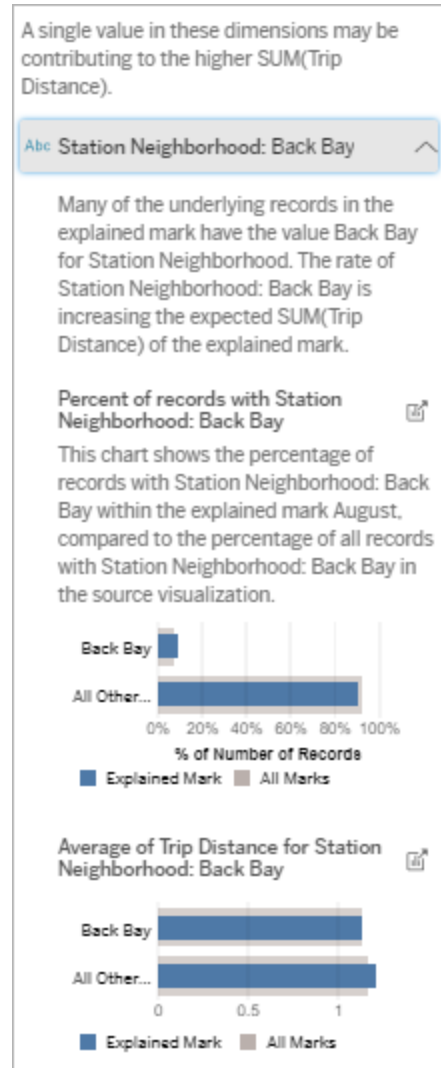 A single value in these dimensions may be
contributing to the higher SUM(Trip
Distance).
Abc Station Neighborhood: Back Bay
Many of the underlying records in the
explained mark have the value Back Bay
for Station Neighborhood. The rate of
Station Neighborhood: Back Bay is
increasing the expected SUM(Trip
Distance) of the explained mark.
Percent of records with Station
Neighborhood: Back Bay
This chart shows the percentage of
records with Station Neighborhood: Back
Bay within the explained mark August,
compared to the percentage of all records
with Station Neighborhood: Back Bay in
the source visualization.
Back Bay
All Other...
0% 20% 40% 60% 80% 100%
% of Number of Records
Explained Mark All Marks
Average of Trip Distance for Station
Neighborhood: Back Bay
Back Bay
All Other...
0 0.5 1
Explained Mark All Marks